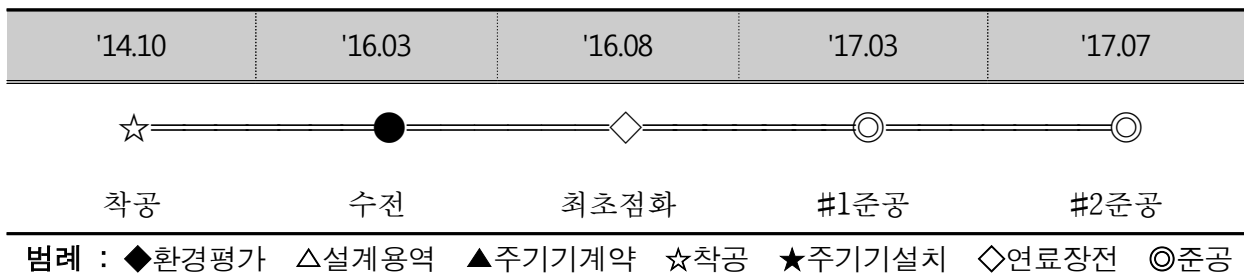 '14.10 '16.03 '16.08 '17.03 '17.07
☆ ● ◇ ◎ ◎
착공 수전 최초점화 #1준공 #2준공
범례 : ◆환경평가 △설계용역 ▲주기기계약 ☆착공 ★주기기설치 ◇연료장전 ◎준공